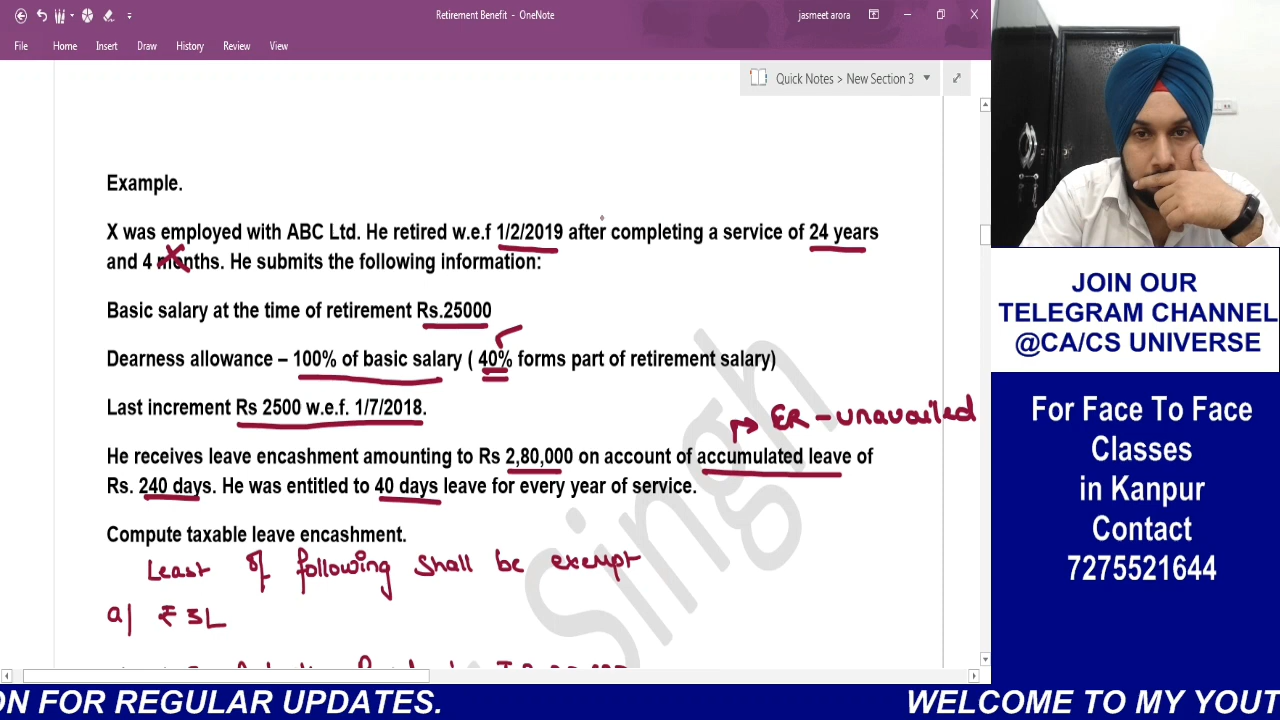 Retirement Benefit - OneNote
jasmeet arora
File Home Insert Draw History Review View
Quick Notes > New Section 3
Example.
X was employed with ABC Ltd. He retired w.e.f 1/2/2019 after completing a service of 24 years
and 4 months. He submits the following information:
Basic salary at the time of retirement Rs.25000
Dearness allowance – 100% of basic salary ( 40% forms part of retirement salary)
Last increment Rs 2500 w.e.f. 1/7/2018.
ER - unavailed
He receives leave encashment amounting to Rs 2,80,000 on account of accumulated leave of
Rs. 240 days. He was entitled to 40 days leave for every year of service.
Compute taxable leave encashment.
Least of following shall be exempt
a) ₹ 3L
Singh
JOIN OUR
TELEGRAM CHANNEL
@CA/CS UNIVERSE
For Face To Face
Classes
in Kanpur
Contact
7275521644
ON FOR REGULAR UPDATES. WELCOME TO MY YOUT